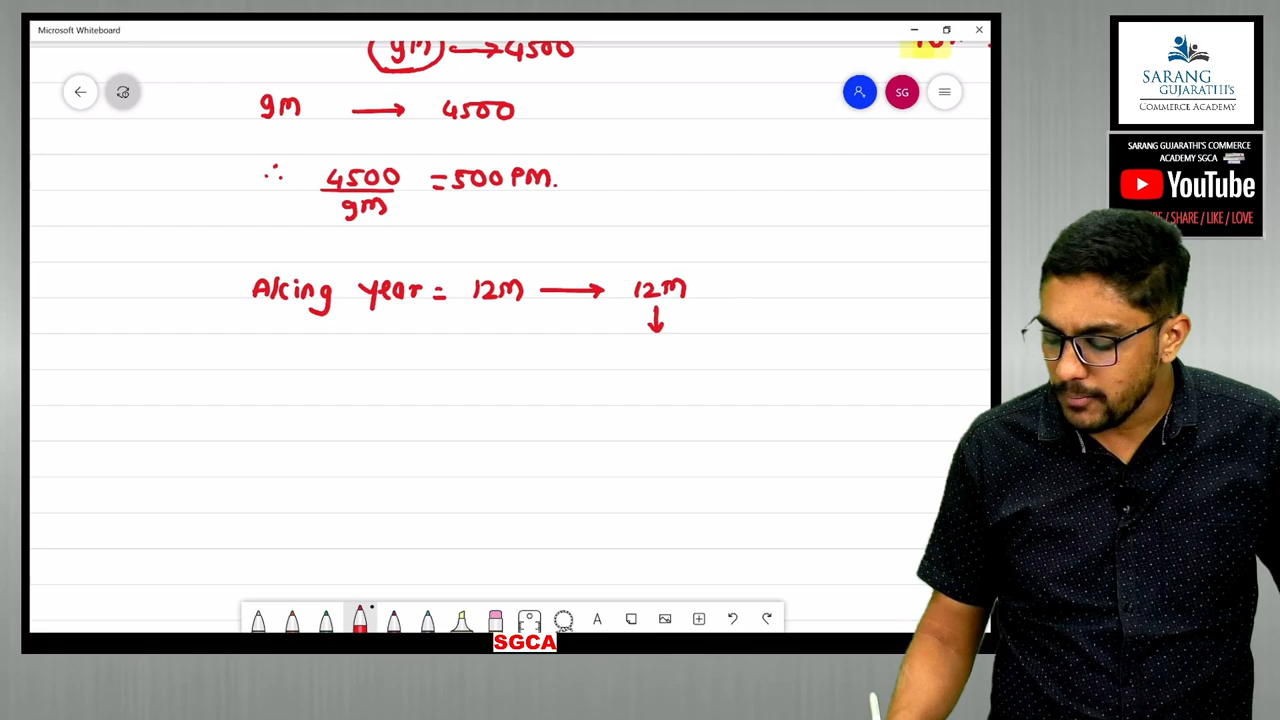 Microsoft Whiteboard
9m → 4500
9m → 4500
∴ 4500 = 500 PM.
9m
A/cing year = 12M → 12M
↓
SG
SGCA
SARANG
GUJARATHI'S
COMMERCE ACADEMY
SARANG GUJARATHI'S COMMERCE
ACADEMY SGCA
YouTube
/ SHARE / LIKE / LOVE